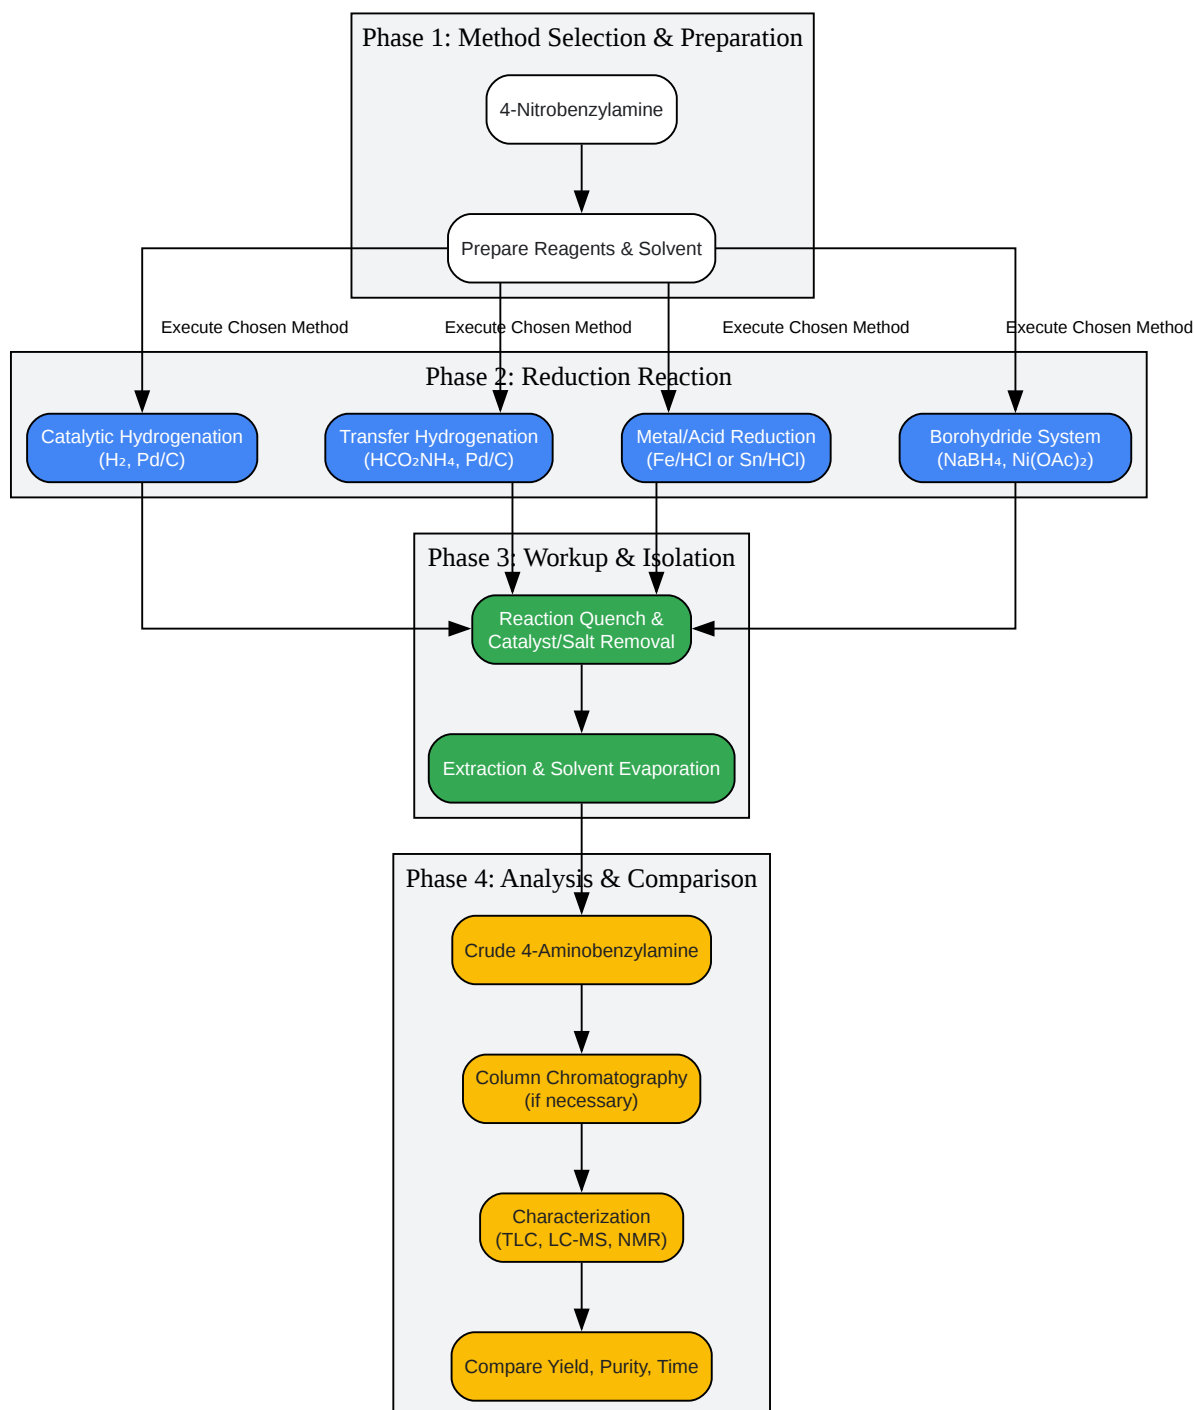 Phase 1: Method Selection & Preparation
4-Nitrobenzylamine
Prepare Reagents & Solvent
Execute Chosen Method
Execute Chosen Method
Execute Chosen Method
Execute Chosen Method
Phase 2: Reduction Reaction
Catalytic Hydrogenation
(H₂, Pd/C)
Transfer Hydrogenation
(HCO₂NH₄, Pd/C)
Metal/Acid Reduction
(Fe/HCl or Sn/HCl)
Borohydride System
(NaBH₄, Ni(OAc)₂)
Phase 3: Workup & Isolation
Reaction Quench &
Catalyst/Salt Removal
Extraction & Solvent Evaporation
Phase 4: Analysis & Comparison
Crude 4-Aminobenzylamine
Column Chromatography
(if necessary)
Characterization
(TLC, LC-MS, NMR)
Compare Yield, Purity, Time